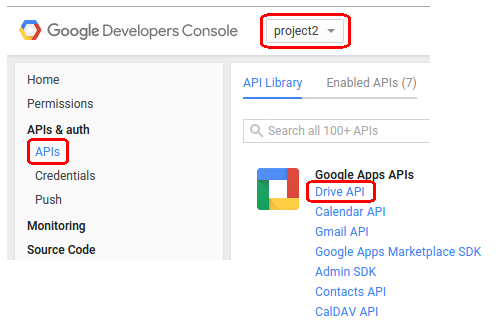 Google Developers Console
project2
Home
Permissions
APIs & auth
APIs
Credentials
Push
Monitoring
Source Code
API Library
Enabled APIs (7)
Search all 100+ APIs
Google Apps APIs
Drive API
Calendar API
Gmail API
Google Apps Marketplace SDK
Admin SDK
Contacts API
CalDAV API